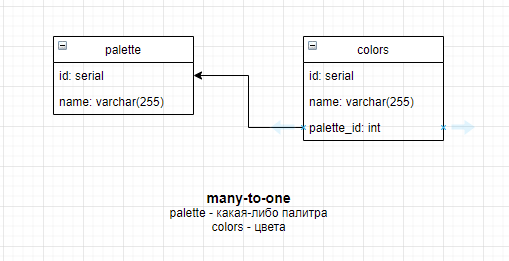 palette
id: serial
name: varchar(255)
colors
id: serial
name: varchar(255)
palette_id: int
many-to-one
palette - какая-либо палитра
colors - цвета